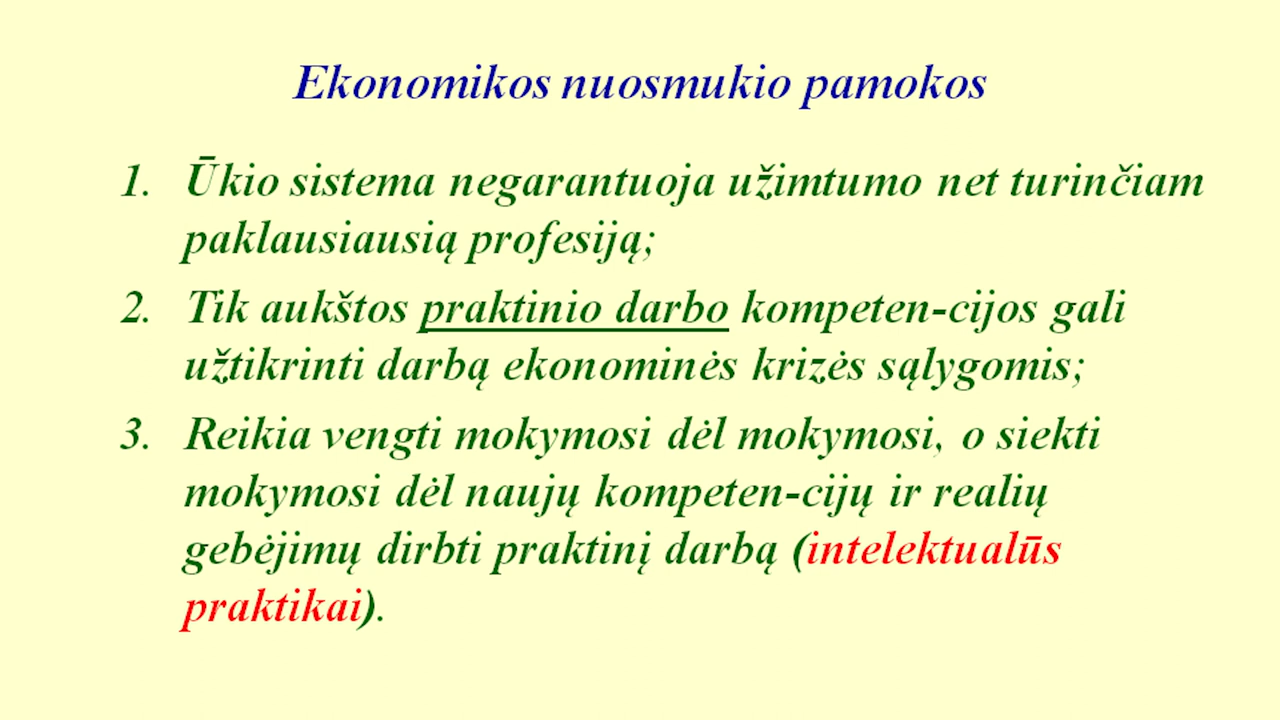 Ekonomikos nuosmukio pamokos
1. Ūkio sistema negarantuoja užimtumo net turinčiam
paklausiausią profesiją;
2. Tik aukštos praktinio darbo kompeten-cijos gali
užtikrinti darbą ekonominės krizės sąlygomis;
3. Reikia vengti mokymosi dėl mokymosi, o siekti
mokymosi dėl naujų kompeten-cijų ir realių
gebėjimų dirbti praktinį darbą (intelektualūs
praktikai).